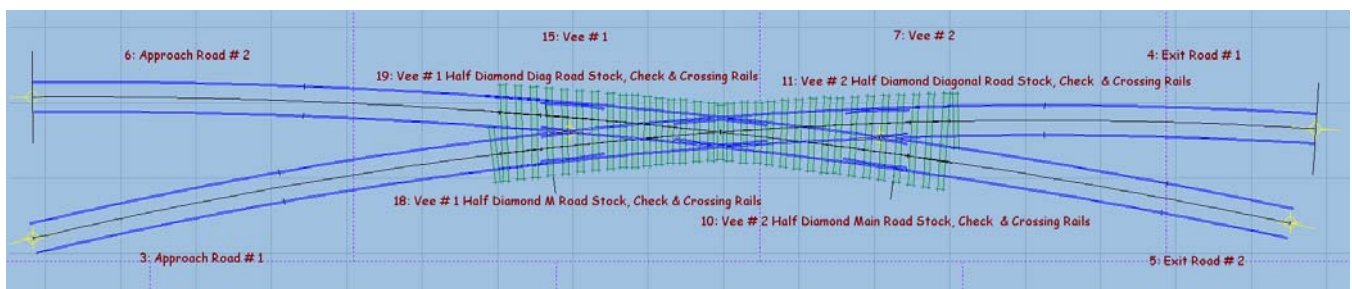 15: Vee # 1
7: Vee # 2
6: Approach Road # 2
4: Exit Road # 1
19: Vee # 1 Half Diamond Diag Road Stock, Check & Crossing Rails
11: Vee # 2 Half Diamond Diagonal Road Stock, Check & Crossing Rails
18: Vee # 1 Half Diamond M Road Stock, Check & Crossing Rails
10: Vee # 2 Half Diamond Main Road Stock, Check & Crossing Rails
3: Approach Road # 1
5: Exit Road # 2